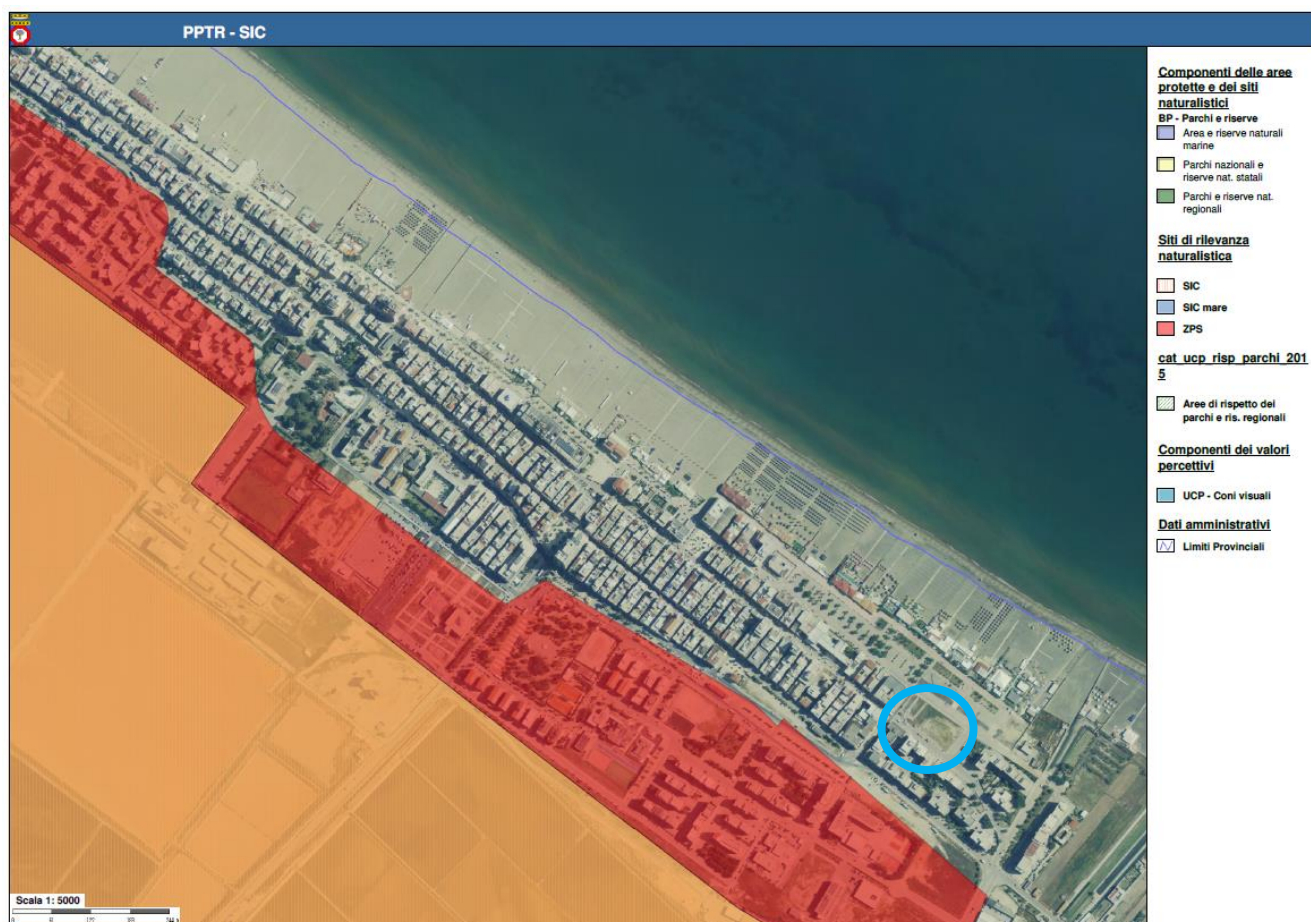 PPTR - SIC
Componenti delle aree
protette e dei siti
naturalistici
BP - Parchi e riserve
Area e riserve naturali
marine
Parchi nazionali e
riserve nat. statali
Parchi e riserve nat.
regionali
Siti di rilevanza
naturalistica
SIC
SIC mare
ZPS
cat_ucp_risp_parchi_201
5
Aree di rispetto dei
parchi e ris. regionali
Componenti dei valori
percettivi
UCP - Coni visuali
Dati amministrativi
Limiti Provinciali
Scala 1: 5000